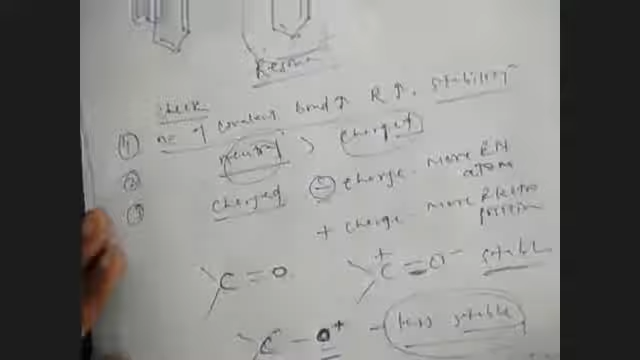 Reson
check
(1) no of covalent bond↑ R↑. stability
(2) neutral > charged
(3) charged ⊖ charge. more EN atom
+ charge. more Electro positive
C = O C⁺ = O⁻ stable
C⁻ - O⁺ - less stable